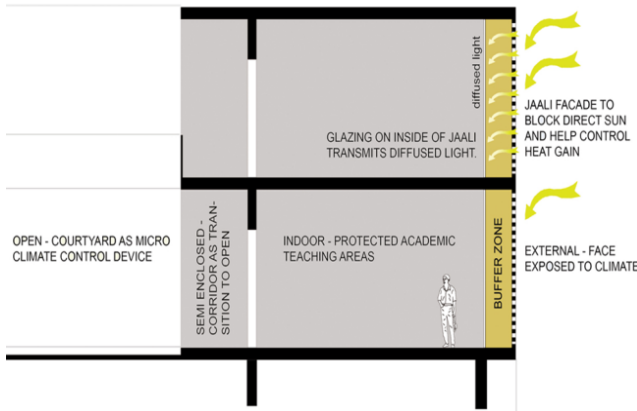 diffused light
GLAZING ON INSIDE OF JAALI
TRANSMITS DIFFUSED LIGHT.
JAALI FACADE TO
BLOCK DIRECT SUN
AND HELP CONTROL
HEAT GAIN
OPEN - COURTYARD AS MICRO
CLIMATE CONTROL DEVICE
SEMI ENCLOSED -
CORRIDOR AS TRAN-
SITION TO OPEN
INDOOR - PROTECTED ACADEMIC
TEACHING AREAS
BUFFER ZONE
EXTERNAL - FACE
EXPOSED TO CLIMATE